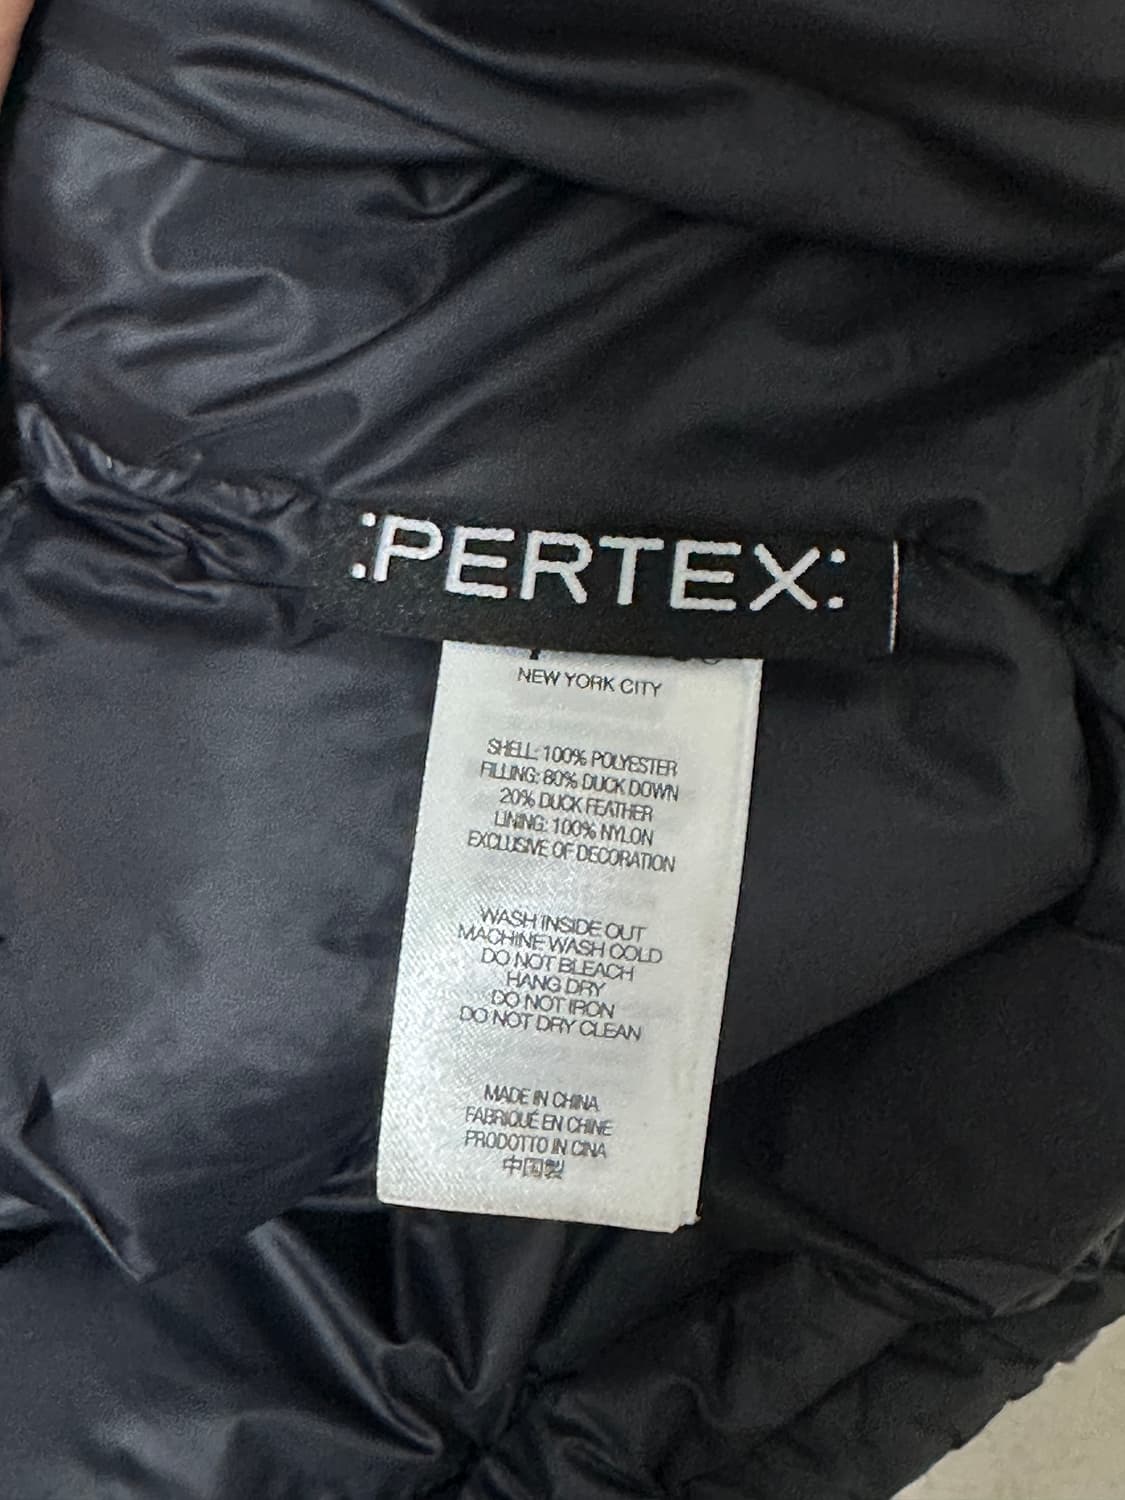 :PERTEX:
NEW YORK CITY
SHELL: 100% POLYESTER
FILLING: 80% DUCK DOWN
20% DUCK FEATHER
LINING: 100% NYLON
EXCLUSIVE OF DECORATION
WASH INSIDE OUT
MACHINE WASH COLD
DO NOT BLEACH
HANG DRY
DO NOT IRON
DO NOT DRY CLEAN
MADE IN CHINA
FABRIQUÉ EN CHINE
PRODOTTO IN CINA
中国製